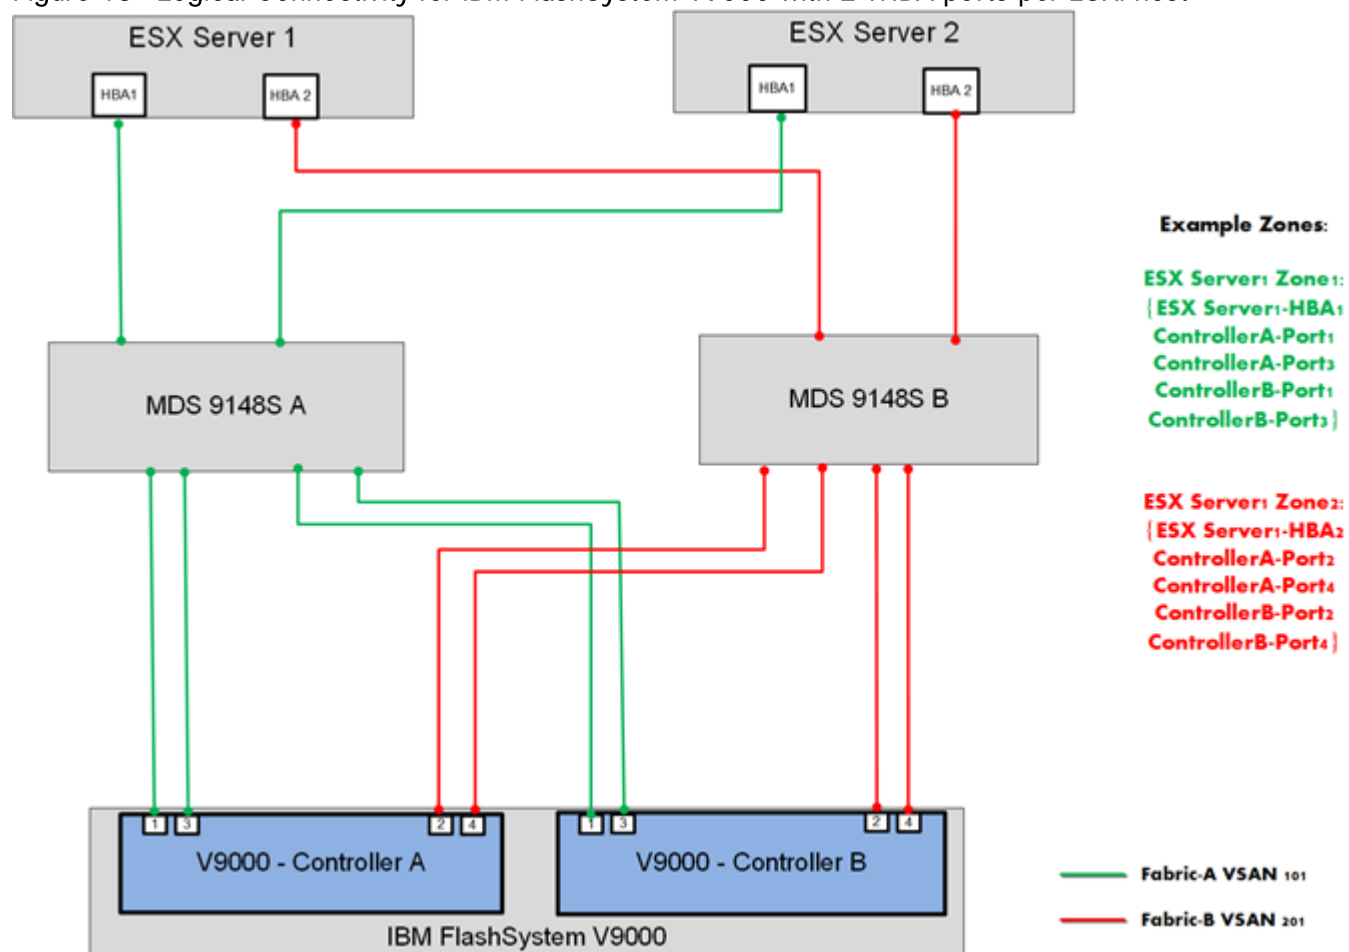 ESX Server 1
ESX Server 2
HBA1
HBA 2
HBA1
HBA 2
Example Zones:
ESX Server1 Zone1:
{ESX Server1-HBA1
ControllerA-Port1
ControllerA-Port3
ControllerB-Port1
ControllerB-Port3}
MDS 9148S A
MDS 9148S B
ESX Server1 Zone2:
{ESX Server1-HBA2
ControllerA-Port2
ControllerA-Port4
ControllerB-Port2
ControllerB-Port4}
1
3
2
4
1
3
2
4
V9000 - Controller A
V9000 - Controller B
IBM FlashSystem V9000
Fabric-A VSAN 101
Fabric-B VSAN 201